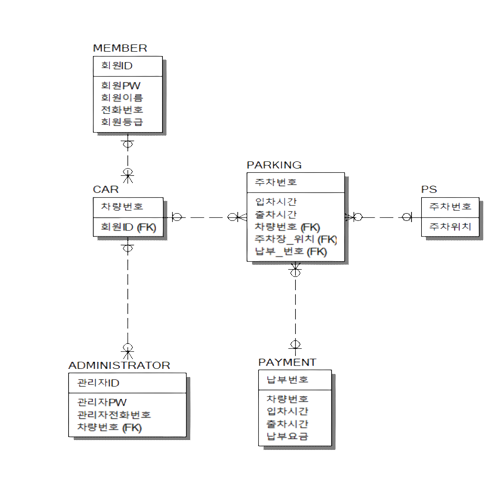 MEMBER
회원ID
회원PW
회원이름
전화번호
회원등급
CAR
차량번호
회원ID (FK)
PARKING
주차번호
입차시간
출차시간
차량번호 (FK)
주차장_위치 (FK)
납부_번호 (FK)
PS
주차번호
주차위치
ADMINISTRATOR
관리자ID
관리자PW
관리자전화번호
차량번호 (FK)
PAYMENT
납부번호
차량번호
입차시간
출차시간
납부요금